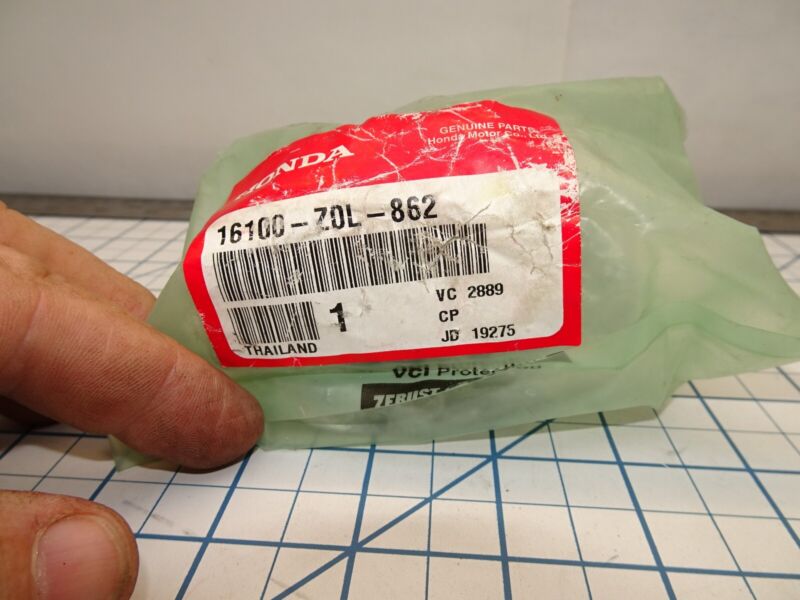 HONDA
GENUINE PARTS
Honda Motor Co., Ltd.
16100-Z0L-862
1
VC 2889
CP
THAILAND
JD 19275
VCI Protection
ZERUST